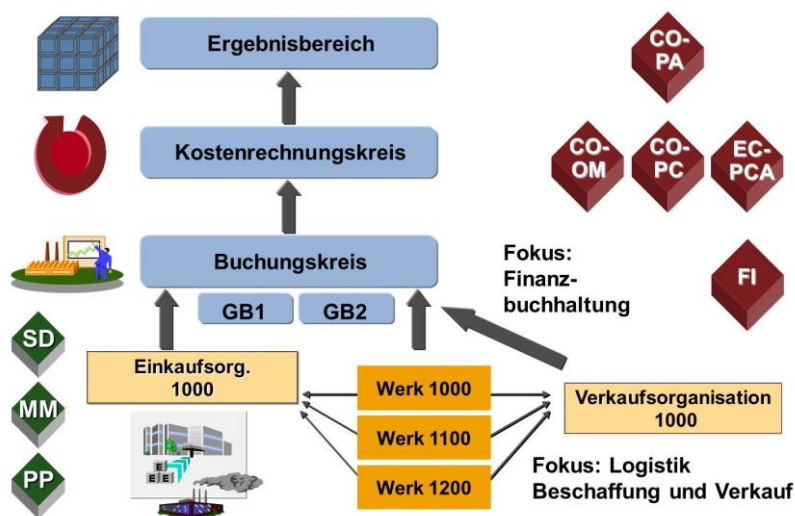 Ergebnisbereich
CO-
PA
Kostenrechnungskreis
CO-
OM
CO-
PC
EC-
PCA
Buchungskreis
Fokus:
Finanz-
buchhaltung
FI
GB1
GB2
SD
Einkaufsorg.
1000
Werk 1000
Verkaufsorganisation
1000
MM
Werk 1100
E
E
E
PP
Werk 1200
Fokus: Logistik
Beschaffung und Verkauf